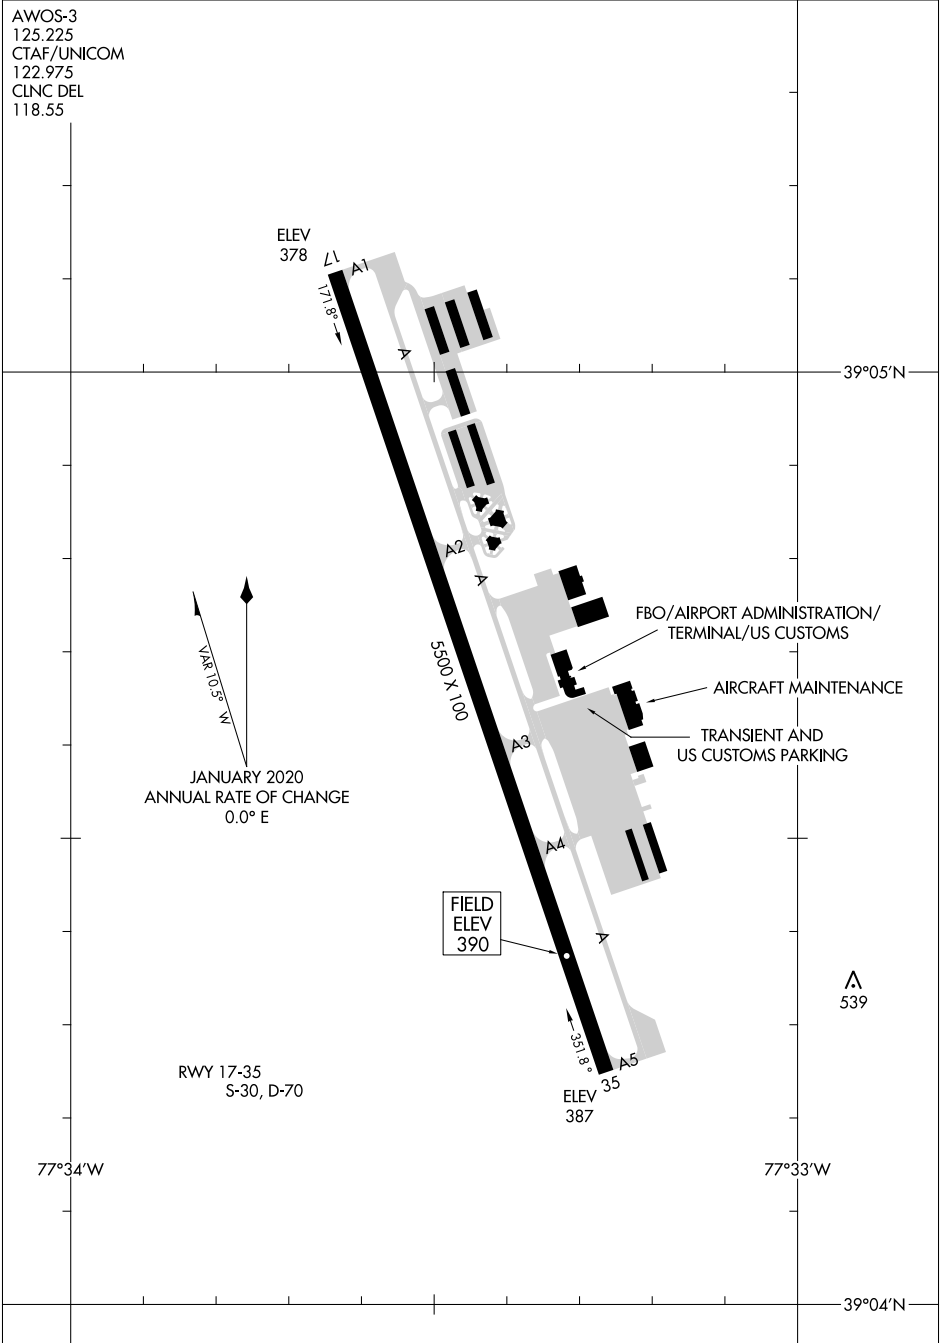 AWOS-3
125.225
CTAF/UNICOM
122.975
CLNC DEL
118.55
ELEV
378
17
A1
171.8°
A
39°05'N
A2
A
FBO/AIRPORT ADMINISTRATION/
TERMINAL/US CUSTOMS
VAR 10.5° W
5500 X 100
AIRCRAFT MAINTENANCE
TRANSIENT AND
US CUSTOMS PARKING
A3
JANUARY 2020
ANNUAL RATE OF CHANGE
0.0° E
A4
FIELD
ELEV
390
A
539
351.8°
A5
RWY 17-35
S-30, D-70
35
ELEV
387
77°34'W
77°33'W
39°04'N